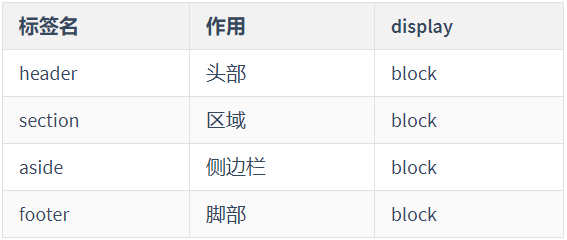 标签名 作用 display
header 头部 block
section 区域 block
aside 侧边栏 block
footer 脚部 block